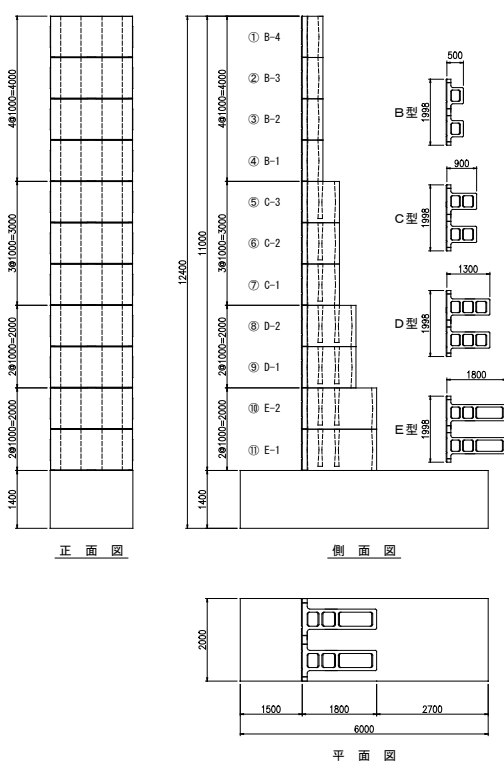 4@1000=4000
3@1000=3000
2@1000=2000
2@1000=2000
1400
正面図
12400
11000
1400
4@1000=4000
3@1000=3000
2@1000=2000
2@1000=2000
① B-4
② B-3
③ B-2
④ B-1
⑤ C-3
⑥ C-2
⑦ C-1
⑧ D-2
⑨ D-1
⑩ E-2
⑪ E-1
側面図
500
B型
1998
900
C型
1998
1300
D型
1998
1800
E型
1998
2000
1500
1800
2700
6000
平面図